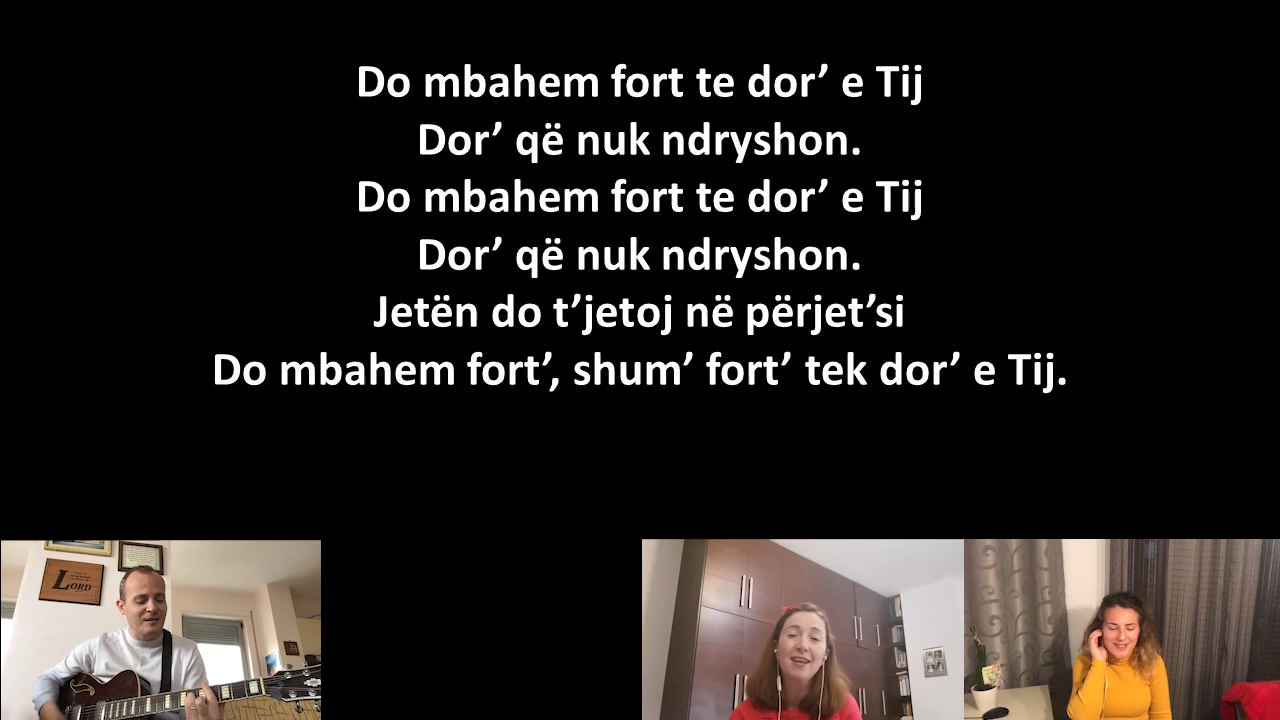 Do mbahem fort te dor’ e Tij
Dor’ që nuk ndryshon.
Do mbahem fort te dor’ e Tij
Dor’ që nuk ndryshon.
Jetën do t’jetoj në përjet’si
Do mbahem fort’, shum’ fort’ tek dor’ e Tij.
LORD